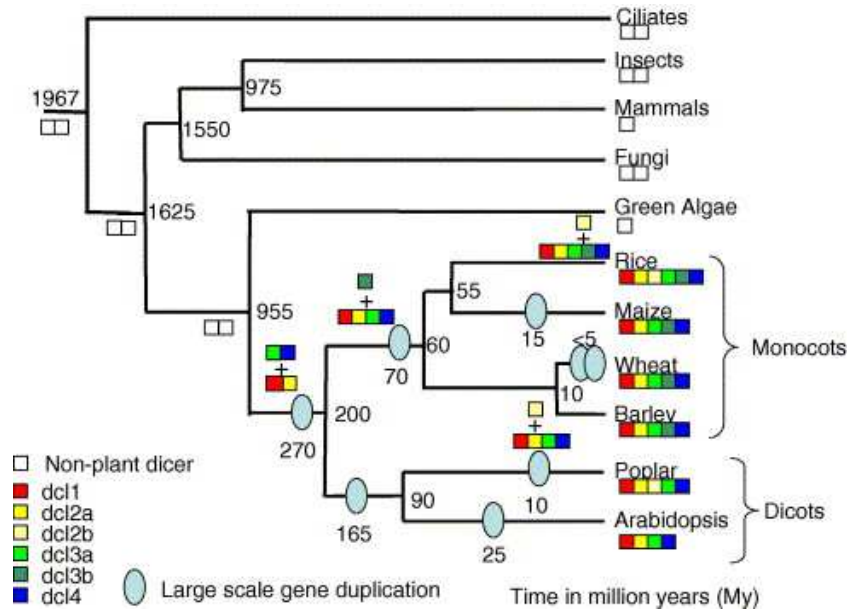 Ciliates
Insects
975
Mammals
1967
1550
Fungi
1625
Green Algae
+
Rice
+
55
Maize
955
15
<5
60
Wheat
Monocots
+
70
10
200
Barley
+
270
Poplar
Non-plant dicer
dcl1
90
10
Dicots
dcl2a
Arabidopsis
dcl2b
165
25
dcl3a
dcl3b
Large scale gene duplication
Time in million years (My)
dcl4